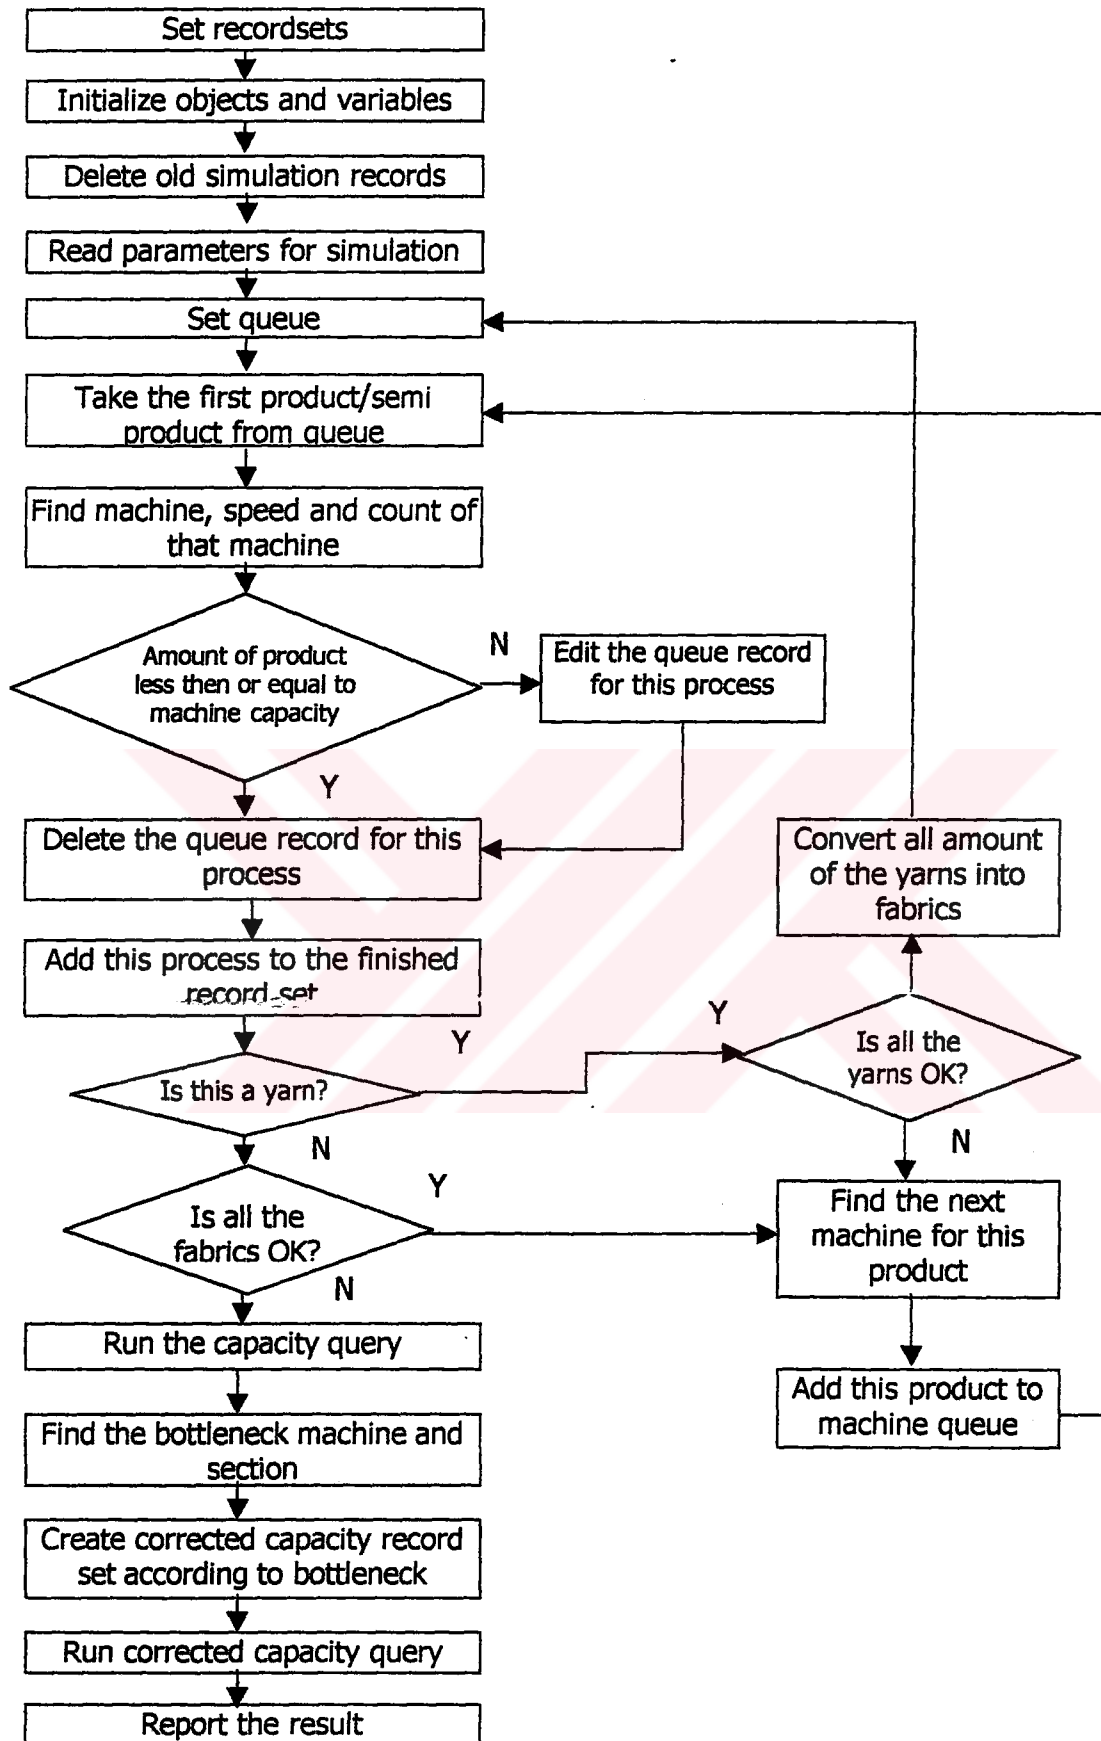 Set recordsets
Initialize objects and variables
Delete old simulation records
Read parameters for simulation
Set queue
Take the first product/semi
product from queue
Find machine, speed and count of
that machine
Amount of product
less then or equal to
machine capacity
N
Edit the queue record
for this process
Y
Delete the queue record for this
process
Convert all amount
of the yarns into
fabrics
Add this process to the finished
record set
Y
Is this a yarn?
Y
Is all the
yarns OK?
N
N
Is all the
fabrics OK?
Y
Find the next
machine for this
product
N
Run the capacity query
Add this product to
machine queue
Find the bottleneck machine and
section
Create corrected capacity record
set according to bottleneck
Run corrected capacity query
Report the result